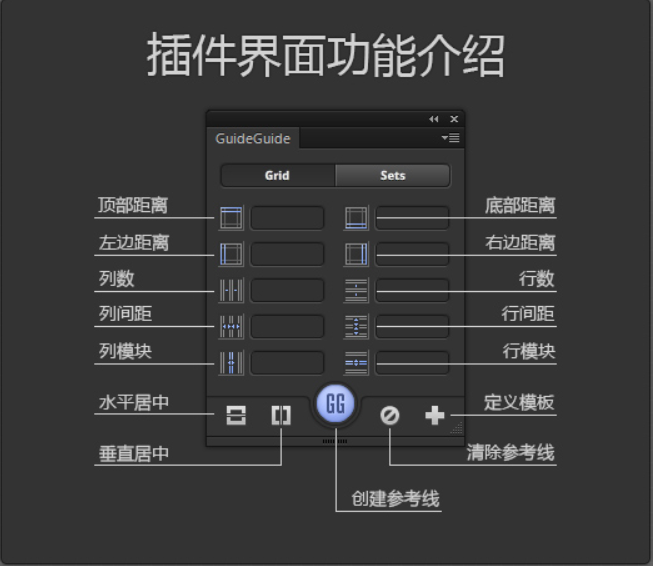 插件界面功能介绍
GuideGuide
Grid Sets
顶部距离 底部距离
左边距离 右边距离
列数 行数
列间距 行间距
列模块 行模块
水平居中 GG 定义模板
垂直居中 清除参考线
创建参考线